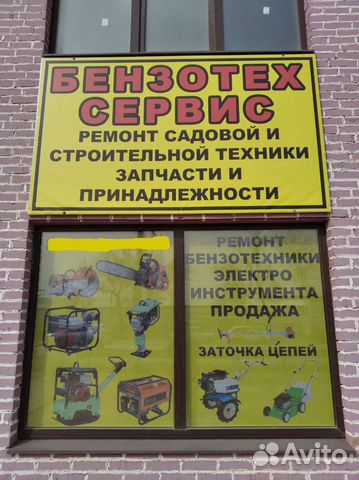 БЕНЗОТЕХ
СЕРВИС
РЕМОНТ САДОВОЙ И
СТРОИТЕЛЬНОЙ ТЕХНИКИ
ЗАПЧАСТИ И
ПРИНАДЛЕЖНОСТИ
РЕМОНТ
БЕНЗОТЕХНИКИ
ЭЛЕКТРО
ИНСТРУМЕНТА
ПРОДАЖА
ЗАТОЧКА ЦЕПЕЙ
Avito